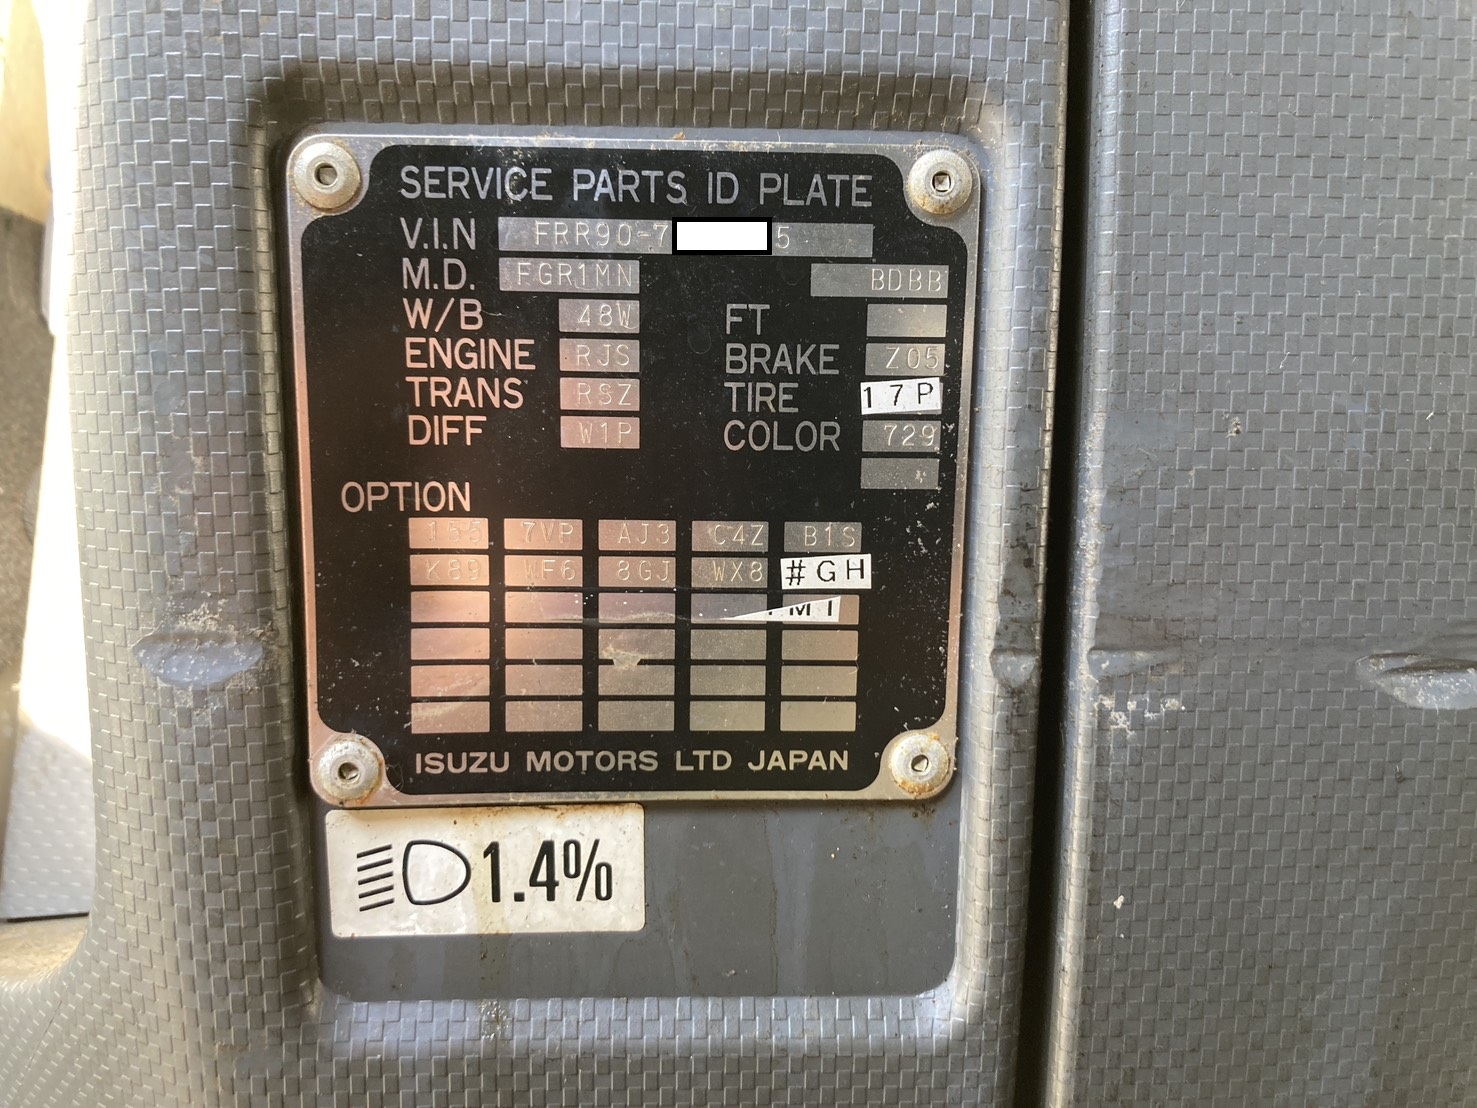 SERVICE PARTS ID PLATE
V.I.N FRR90-7 5
M.D. FGR1MN BDBB
W/B 48W FT
ENGINE RJS BRAKE Z05
TRANS RSZ TIRE 17P
DIFF W1P COLOR 729
OPTION
155 7VP AJ3 C4Z B1S
K89 WF6 8GJ WX8 #GH
ISUZU MOTORS LTD JAPAN
1.4%